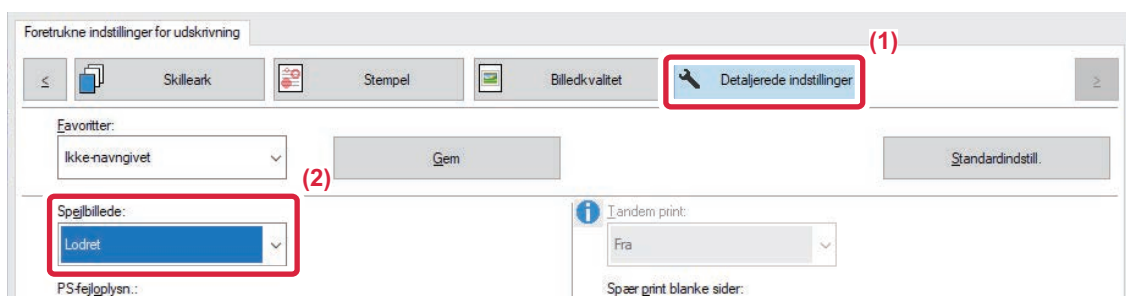 Foretrukne indstillinger for udskrivning
(1)
< Skilleark Stempel Billedkvalitet Detaljerede indstillinger >
Favoritter:
Ikke-navngivet Gem Standardindstill.
(2)
Spejlbillede: Tandem print:
Lodret Fra
PS-fejloplysn.: Spær print blanke sider: